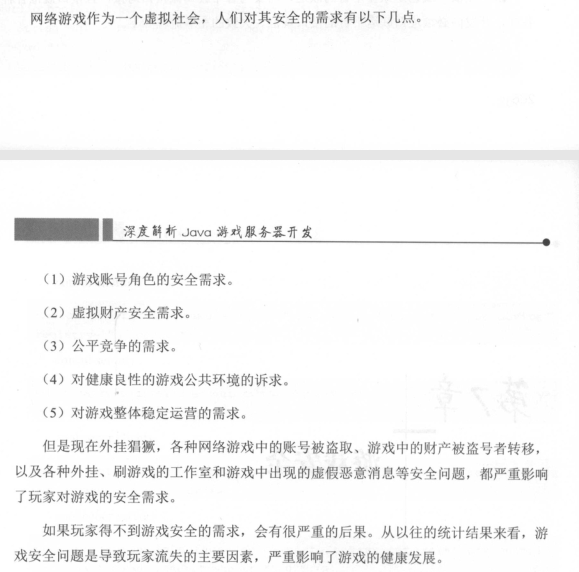 网络游戏作为一个虚拟社会，人们对其安全的需求有以下几点。
深度解析 Java 游戏服务器开发
（1）游戏账号角色的安全需求。
（2）虚拟财产安全需求。
（3）公平竞争的需求。
（4）对健康良性的游戏公共环境的诉求。
（5）对游戏整体稳定运营的需求。
但是现在外挂猖獗，各种网络游戏中的账号被盗取、游戏中的财产被盗号者转移，
以及各种外挂、刷游戏的工作室和游戏中出现的虚假恶意消息等安全问题，都严重影响
了玩家对游戏的安全需求。
如果玩家得不到游戏安全的需求，会有很严重的后果。从以往的统计结果来看，游
戏安全问题是导致玩家流失的主要因素，严重影响了游戏的健康发展。